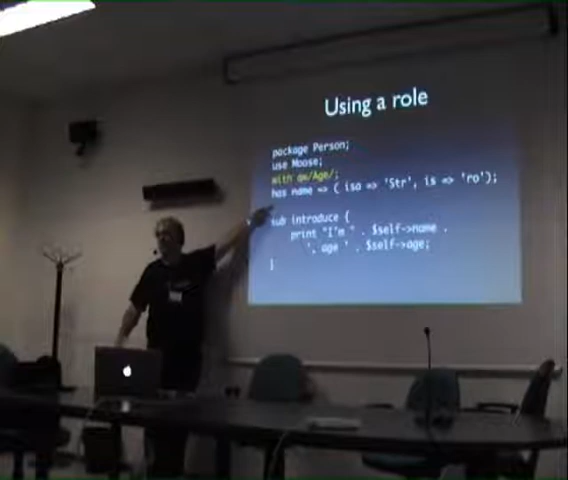 Using a role
package Person;
use Moose;
with qw/Age/;
has name => ( isa => 'Str', is => 'ro');
sub introduce {
print "I'm " . $self->name .
', age ' . $self->age;
}